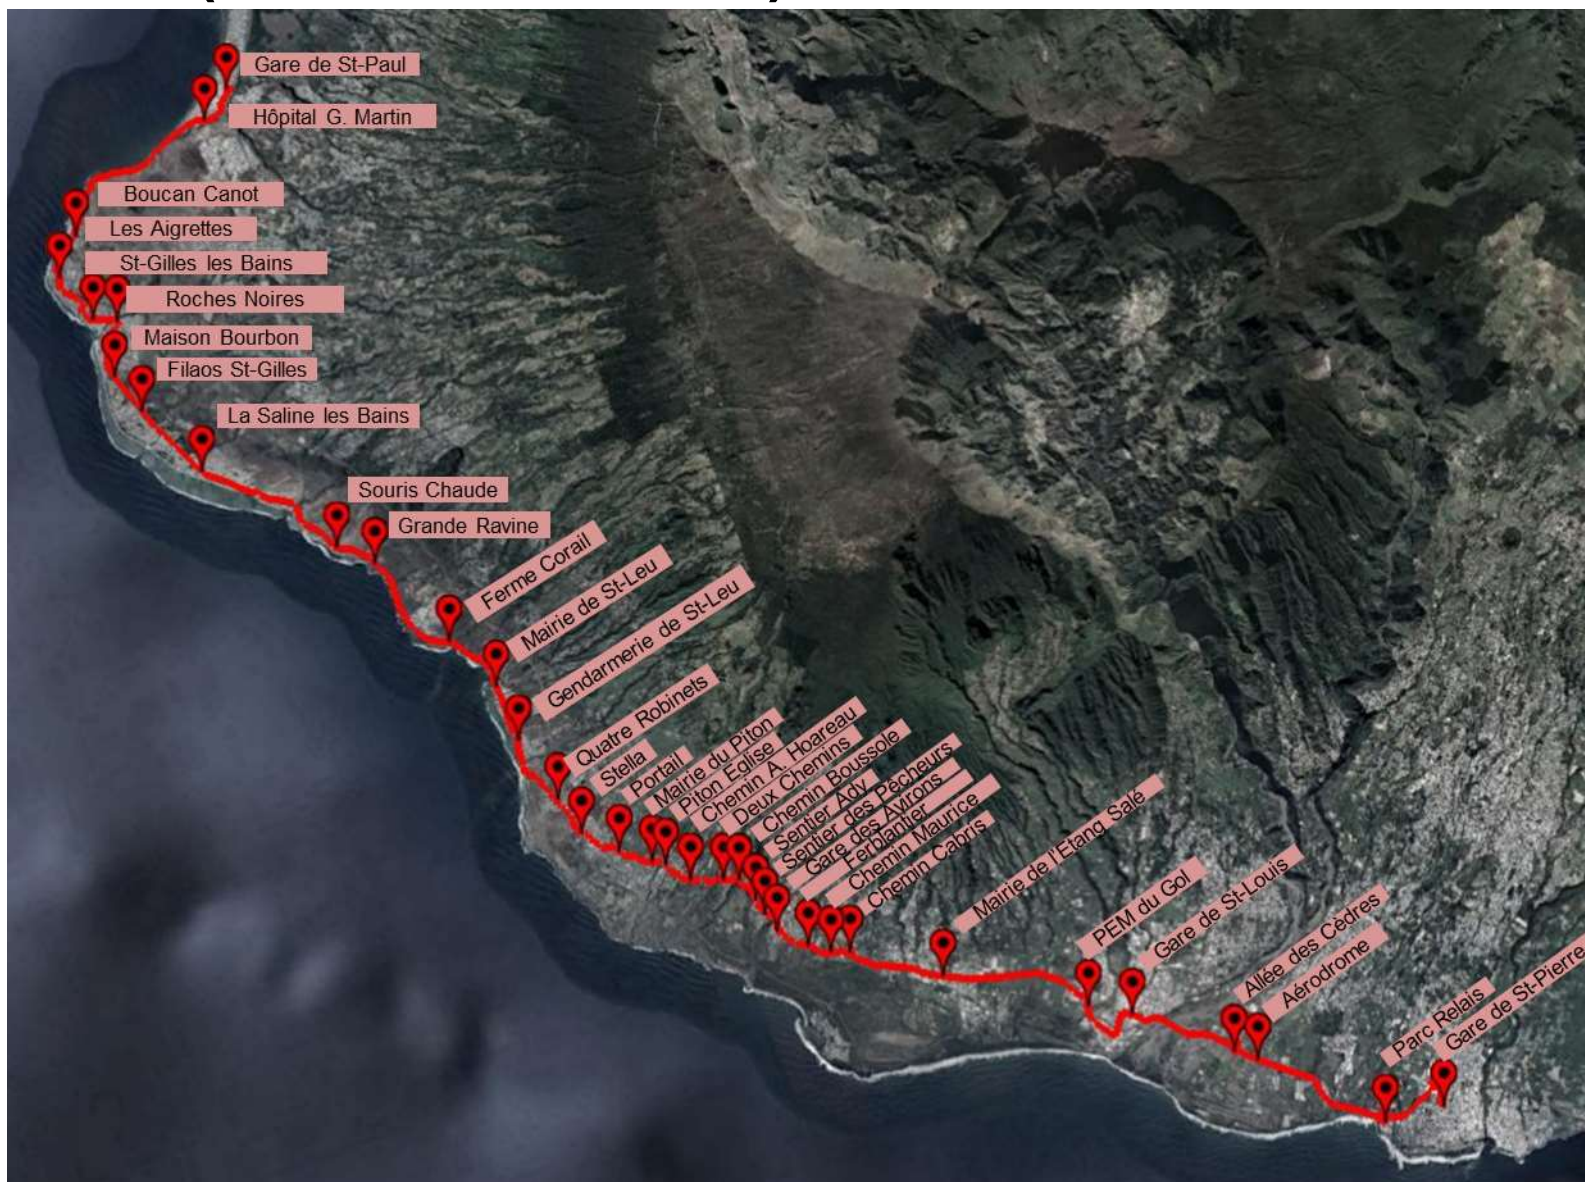 Gare de St-Paul
Hôpital G. Martin
Boucan Canot
Les Aigrettes
St-Gilles les Bains
Roches Noires
Maison Bourbon
Filaos St-Gilles
La Saline les Bains
Souris Chaude
Grande Ravine
Ferme Corail
Mairie de St-Leu
Gendarmerie de St-Leu
Quatre Robinets
Stella
Portail
Mairie du Piton
Piton Eglise
Chemin A. Hoareau
Deux Chemins
Chemin Boussole
Sentier Ady
Sentier des Pêcheurs
Gare des Avirons
Ferblantier
Chemin Maurice
Chemin Cabris
Mairie de l'Etang Salé
PEM du Gol
Gare de St-Louis
Allée des Cèdres
Aérodrome
Parc Relais
Gare de St-Pierre